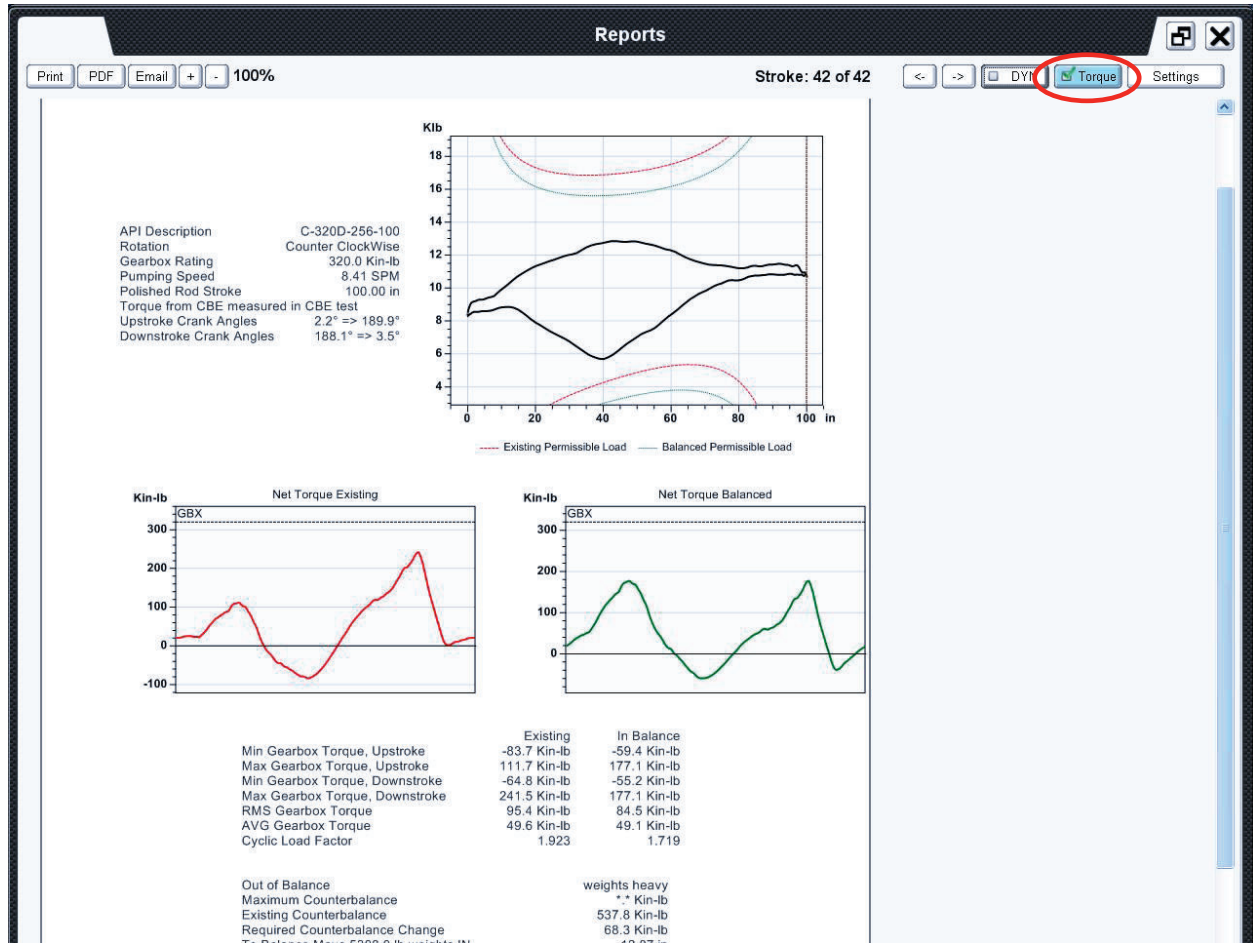 Reports
Print PDF Email + - 100% Stroke: 42 of 42 <- -> DYN Torque Settings
Klb
18
16
14
12
10
8
6
4
0 20 40 60 80 100 in
Existing Permissible Load Balanced Permissible Load
API Description C-320D-256-100
Rotation Counter ClockWise
Gearbox Rating 320.0 Kin-lb
Pumping Speed 8.41 SPM
Polished Rod Stroke 100.00 in
Torque from CBE measured in CBE test
Upstroke Crank Angles 2.2° => 189.9°
Downstroke Crank Angles 188.1° => 3.5°
Kin-lb Net Torque Existing
GBX
300
200
100
0
-100
Kin-lb Net Torque Balanced
GBX
300
200
100
0
Existing In Balance
Min Gearbox Torque, Upstroke -83.7 Kin-lb -59.4 Kin-lb
Max Gearbox Torque, Upstroke 111.7 Kin-lb 177.1 Kin-lb
Min Gearbox Torque, Downstroke -64.8 Kin-lb -55.2 Kin-lb
Max Gearbox Torque, Downstroke 241.5 Kin-lb 177.1 Kin-lb
RMS Gearbox Torque 95.4 Kin-lb 84.5 Kin-lb
AVG Gearbox Torque 49.6 Kin-lb 49.1 Kin-lb
Cyclic Load Factor 1.923 1.719
Out of Balance weights heavy
Maximum Counterbalance *.* Kin-lb
Existing Counterbalance 537.8 Kin-lb
Required Counterbalance Change 68.3 Kin-lb
To Balance Move lb weights IN in